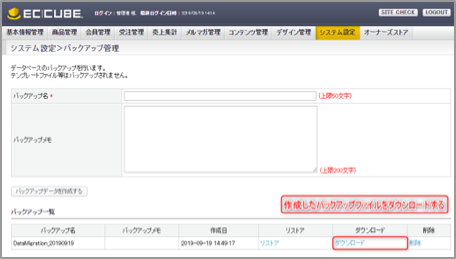 EC CUBE
ログイン : 管理者 様
SITE CHECK
LOGOUT
基本情報管理 商品管理 会員管理 受注管理 売上集計 メルマガ管理 コンテンツ管理 デザイン管理 システム設定 オーナーズストア
システム設定>バックアップ管理
データベースのバックアップを行います。
テンプレートファイル等はバックアップされません。
バックアップ名 *
(上限50文字)
バックアップメモ
(上限200文字)
バックアップデータを作成する
作成したバックアップファイルをダウンロードする
バックアップ一覧
バックアップ名 バックアップメモ 作成日 リストア ダウンロード 削除
DataMigration_20190919 2019-09-19 14:49:17 リストア ダウンロード 削除